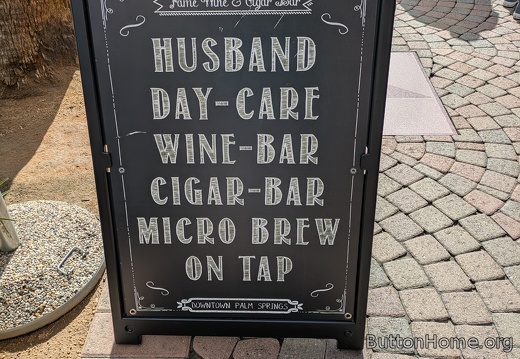 Fine Wine & Cigar Bar
HUSBAND
DAY-CARE
WINE-BAR
CIGAR-BAR
MICRO BREW
ON TAP
DOWNTOWN PALM SPRINGS
ButtonHome.org